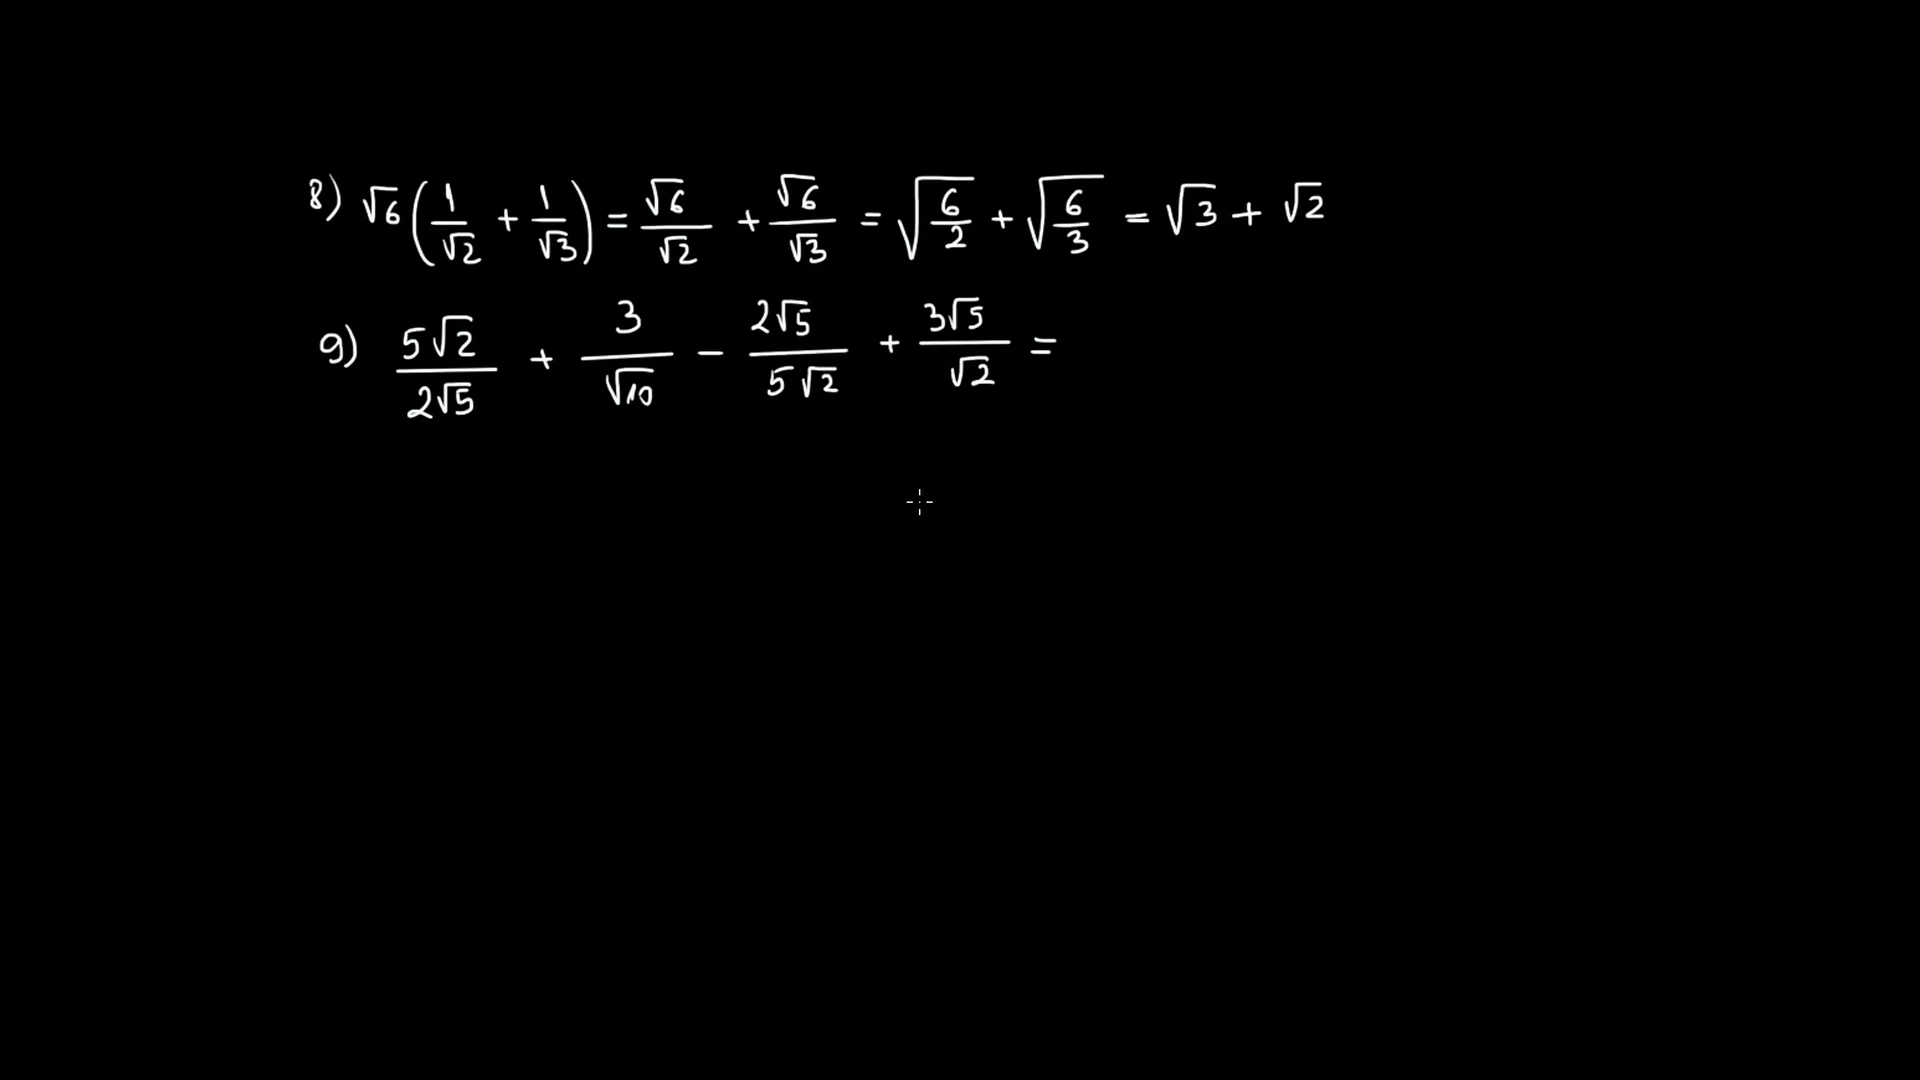 8) √6(1/√2 + 1/√3) = √6/√2 + √6/√3 = √(6/2) + √(6/3) = √3 + √2
9) 5√2/2√5 + 3/√10 − 2√5/5√2 + 3√5/√2 =